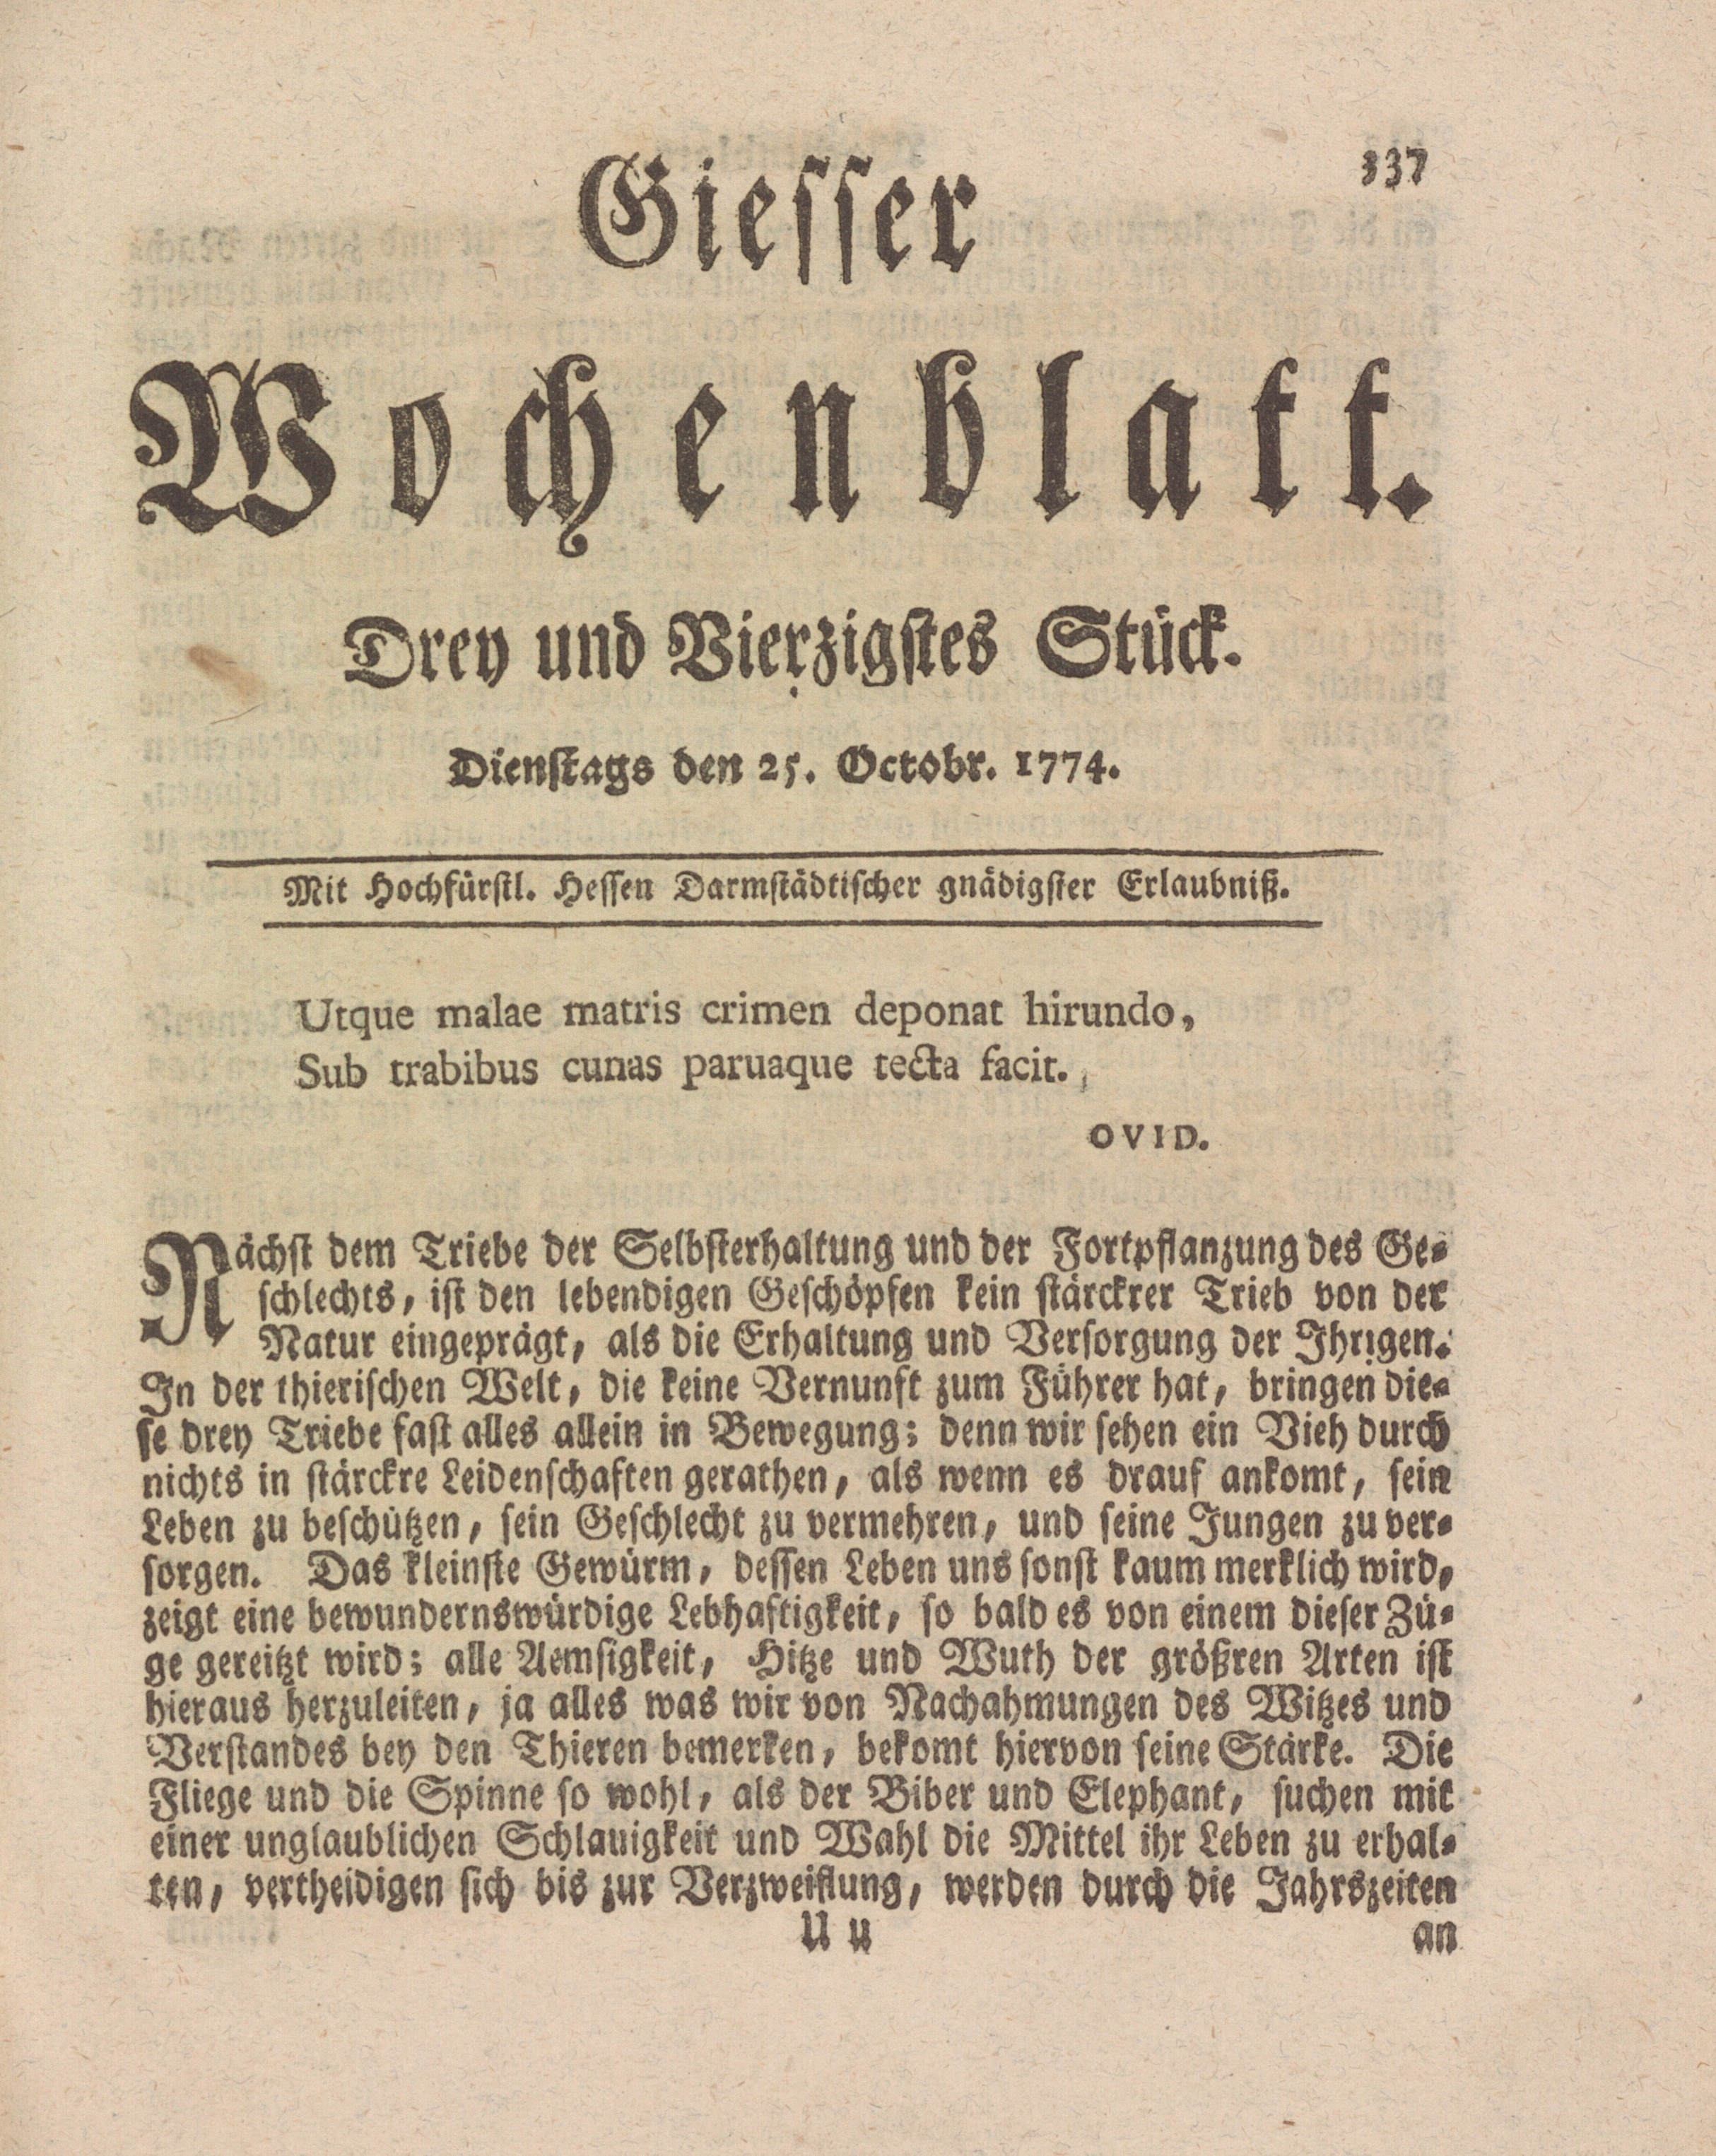 337
Giesser
Wochenblatt.
Drey und Vierzigstes Stück.
Dienstags den 25. Octobr. 1774.
Mit Hochfürstl. Hessen Darmstädtischer gnädigster Erlaubniß.
Utque malae matris crimen deponat hirundo,
Sub trabibus cunas paruaque tecta facit.
OVID.
Nächst dem Triebe der Selbsterhaltung und der Fortpflanzung des Ge-
schlechts, ist den lebendigen Geschöpfen kein stärckrer Trieb von der
Natur eingeprägt, als die Erhaltung und Versorgung der Ihrigen.
In der thierischen Welt, die keine Vernunft zum Führer hat, bringen die-
se drey Triebe fast alles allein in Bewegung; denn wir sehen ein Vieh durch
nichts in stärckre Leidenschaften gerathen, als wenn es drauf ankomt, sein
Leben zu beschützen, sein Geschlecht zu vermehren, und seine Jungen zu ver-
sorgen. Das kleinste Gewürm, dessen Leben uns sonst kaum merklich wird,
zeigt eine bewundernswürdige Lebhaftigkeit, so bald es von einem dieser Zü-
ge gereitzt wird; alle Aemsigkeit, Hitze und Wuth der größren Arten ist
hieraus herzuleiten, ja alles was wir von Nachahmungen des Witzes und
Verstandes bey den Thieren bemerken, bekomt hiervon seine Stärke. Die
Fliege und die Spinne so wohl, als der Biber und Elephant, suchen mit
einer unglaublichen Schlauigkeit und Wahl die Mittel ihr Leben zu erhal-
ten, vertheidigen sich bis zur Verzweiflung, werden durch die Jahrszeiten
U u an